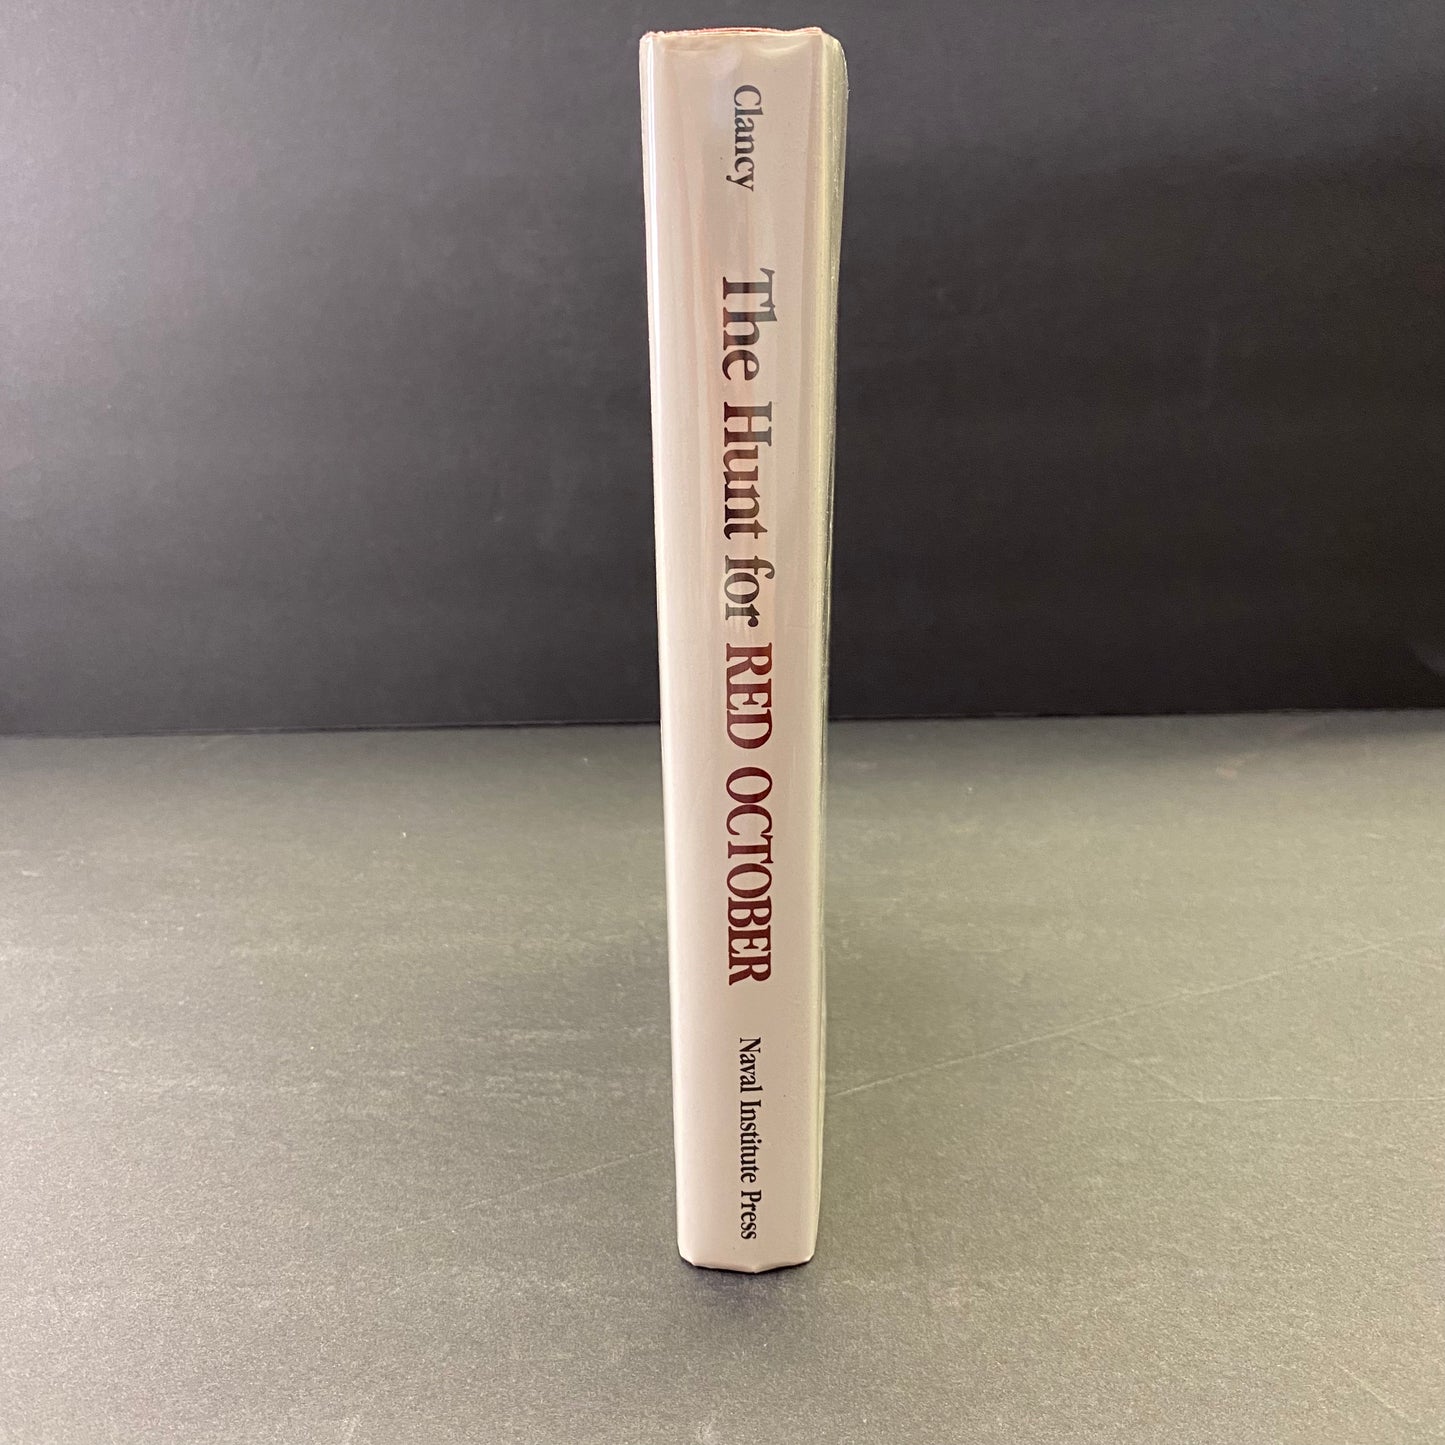 Clancy
The Hunt for RED OCTOBER
Naval Institute Press